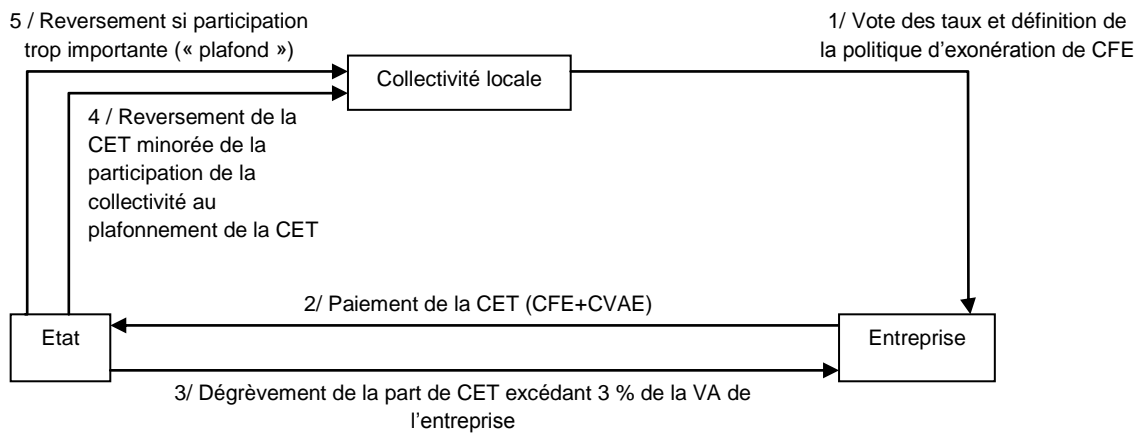 5 / Reversement si participation
trop importante (« plafond »)
1/ Vote des taux et définition de
la politique d’exonération de CFE
Collectivité locale
4 / Reversement de la
CET minorée de la
participation de la
collectivité au
plafonnement de la CET
2/ Paiement de la CET (CFE+CVAE)
Etat
Entreprise
3/ Dégrèvement de la part de CET excédant 3 % de la VA de
l’entreprise